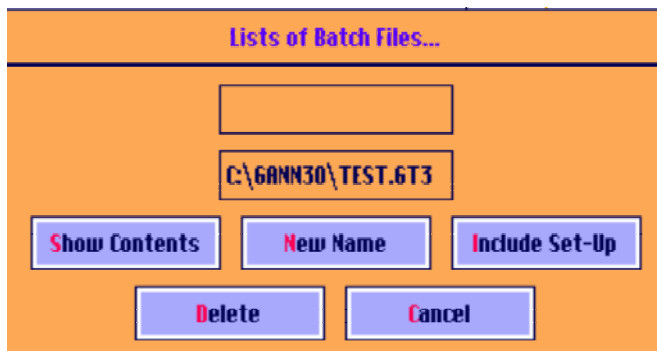 Lists of Batch Files...
C:\GANN30\TEST.GT3
Show Contents New Name Include Set-Up
Delete Cancel